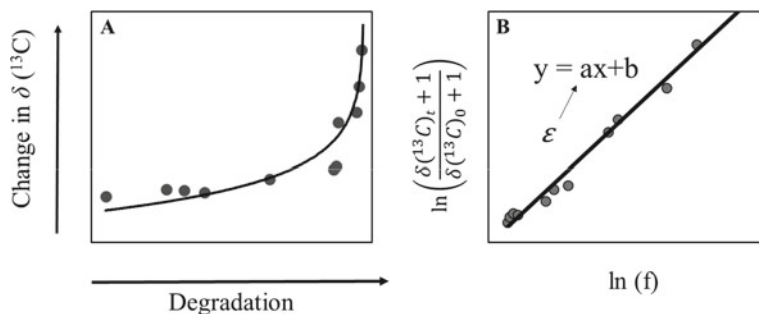 A
Change in δ (¹³C)
Degradation
B
y = ax+b
ε
ln(δ(¹³C)ₜ + 1 / δ(¹³C)₀ + 1)
ln (f)